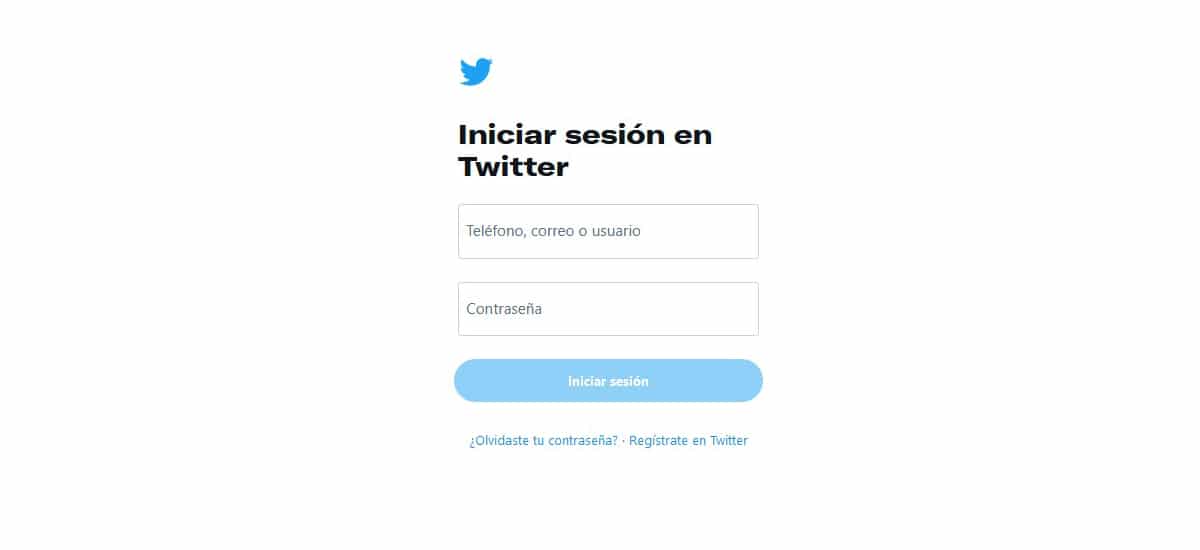 Iniciar sesión en
Twitter
Teléfono, correo o usuario
Contraseña
Iniciar sesión
¿Olvidaste tu contraseña? · Regístrate en Twitter